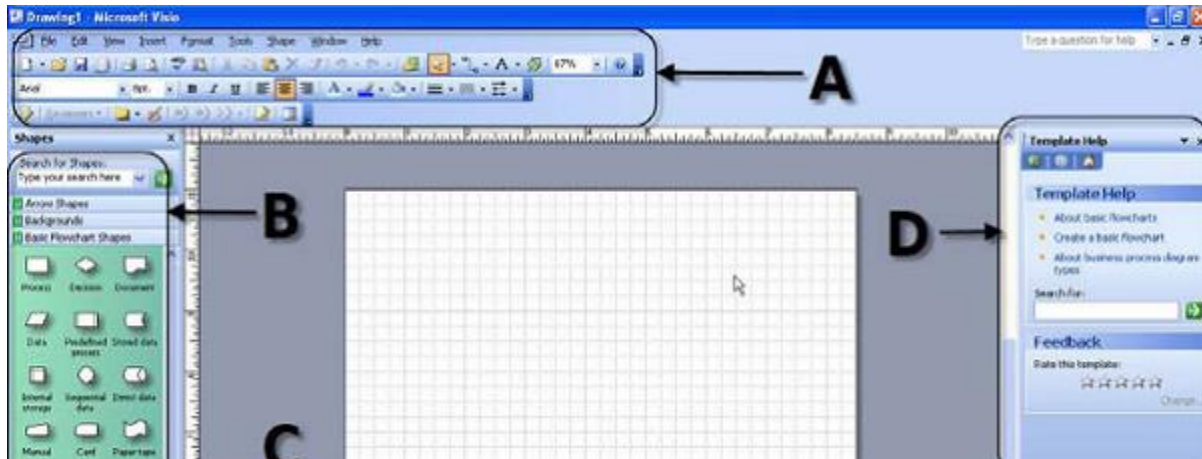 Drawing1 - Microsoft Visio
File Edit View Insert Format Tools Shape Window Help
Type a question for help
67%
Arial 8pt.
B I U A
A
Shapes
Search for Shapes:
Type your search here
Arrow Shapes
Backgrounds
Basic Flowchart Shapes
Process Decision Document
Data Predefined process Stored data
Internal storage Sequential data Direct data
Manual Card Paper tape
B
C
D
Template Help
Template Help
About basic flowcharts
Create a basic flowchart
About business process diagram types
Search for:
Feedback
Rate this template:
Change...